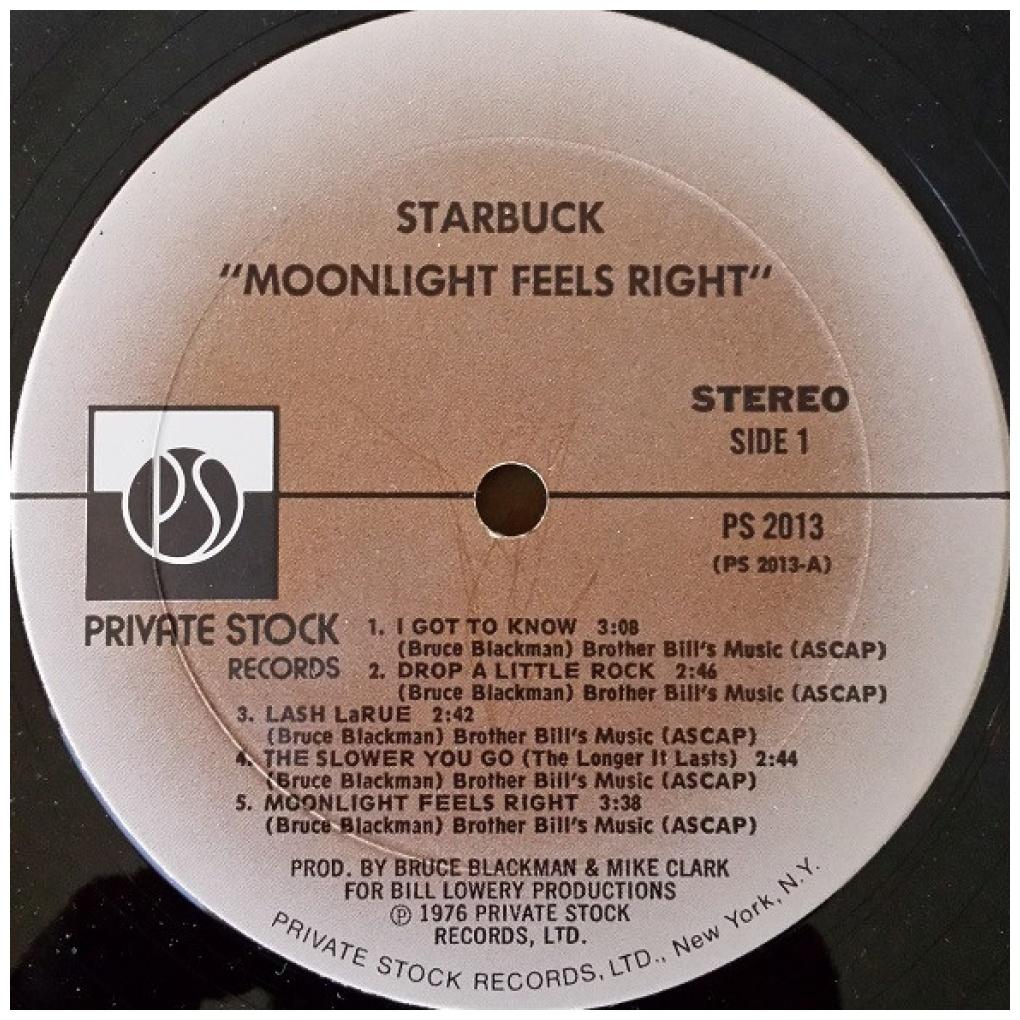 STARBUCK
"MOONLIGHT FEELS RIGHT"
STEREO
SIDE 1
PS
PS 2013
(PS 2013-A)
PRIVATE STOCK
RECORDS
1. I GOT TO KNOW 3:08
(Bruce Blackman) Brother Bill's Music (ASCAP)
2. DROP A LITTLE ROCK 2:46
(Bruce Blackman) Brother Bill's Music (ASCAP)
3. LASH LaRUE 2:42
(Bruce Blackman) Brother Bill's Music (ASCAP)
4. THE SLOWER YOU GO (The Longer It Lasts) 2:44
(Bruce Blackman) Brother Bill's Music (ASCAP)
5. MOONLIGHT FEELS RIGHT 3:38
(Bruce Blackman) Brother Bill's Music (ASCAP)
PROD. BY BRUCE BLACKMAN & MIKE CLARK
FOR BILL LOWERY PRODUCTIONS
Ⓟ 1976 PRIVATE STOCK
RECORDS, LTD.
PRIVATE STOCK RECORDS, LTD., New York, N.Y.